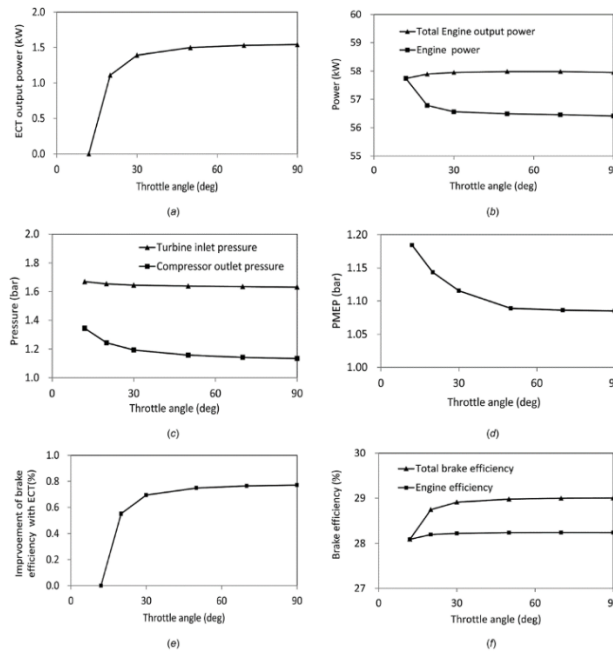 2.0
1.5
1.0
0.5
0.0
ECT output power (kW)
0 30 60 90
Throttle angle (deg)
(a)
60
59
58
57
56
55
Power (kW)
Total Engine output power
Engine power
0 30 60 90
Throttle angle (deg)
(b)
2.0
1.8
1.6
1.4
1.2
1.0
Pressure (bar)
Turbine inlet pressure
Compressor outlet pressure
0 30 60 90
Throttle angle (deg)
(c)
1.20
1.15
1.10
1.05
1.00
PMEP (bar)
0 30 60 90
Throttle angle (deg)
(d)
1.0
0.8
0.6
0.4
0.2
0.0
Imprvoement of brake
efficiency with ECT(%)
0 30 60 90
Throttle angle (deg)
(e)
30
29
28
27
Brake efficiency (%)
Total brake efficiency
Engine efficiency
0 30 60 90
Throttle angle (deg)
(f)